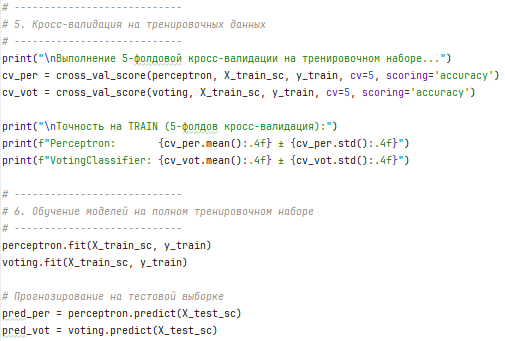 # ---------------------------
# 5. Кросс-валидация на тренировочных данных
# ---------------------------
print("\nВыполнение 5-фолдовой кросс-валидации на тренировочном наборе...")
cv_per = cross_val_score(perceptron, X_train_sc, y_train, cv=5, scoring='accuracy')
cv_vot = cross_val_score(voting, X_train_sc, y_train, cv=5, scoring='accuracy')

print("\nТочность на TRAIN (5-фолдов кросс-валидация):")
print(f"Perceptron:       {cv_per.mean():.4f} ± {cv_per.std():.4f}")
print(f"VotingClassifier: {cv_vot.mean():.4f} ± {cv_vot.std():.4f}")

# ---------------------------
# 6. Обучение моделей на полном тренировочном наборе
# ---------------------------
perceptron.fit(X_train_sc, y_train)
voting.fit(X_train_sc, y_train)

# Прогнозирование на тестовой выборке
pred_per = perceptron.predict(X_test_sc)
pred_vot = voting.predict(X_test_sc)